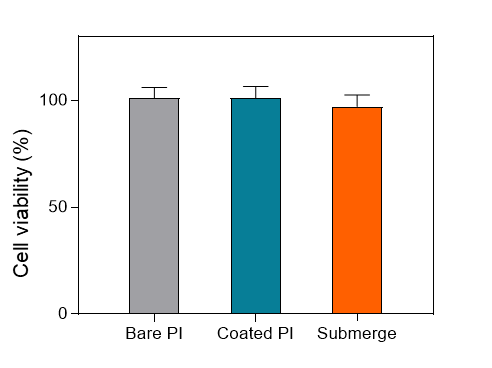 Cell viability (%)
100
50
0
Bare PI
Coated PI
Submerge